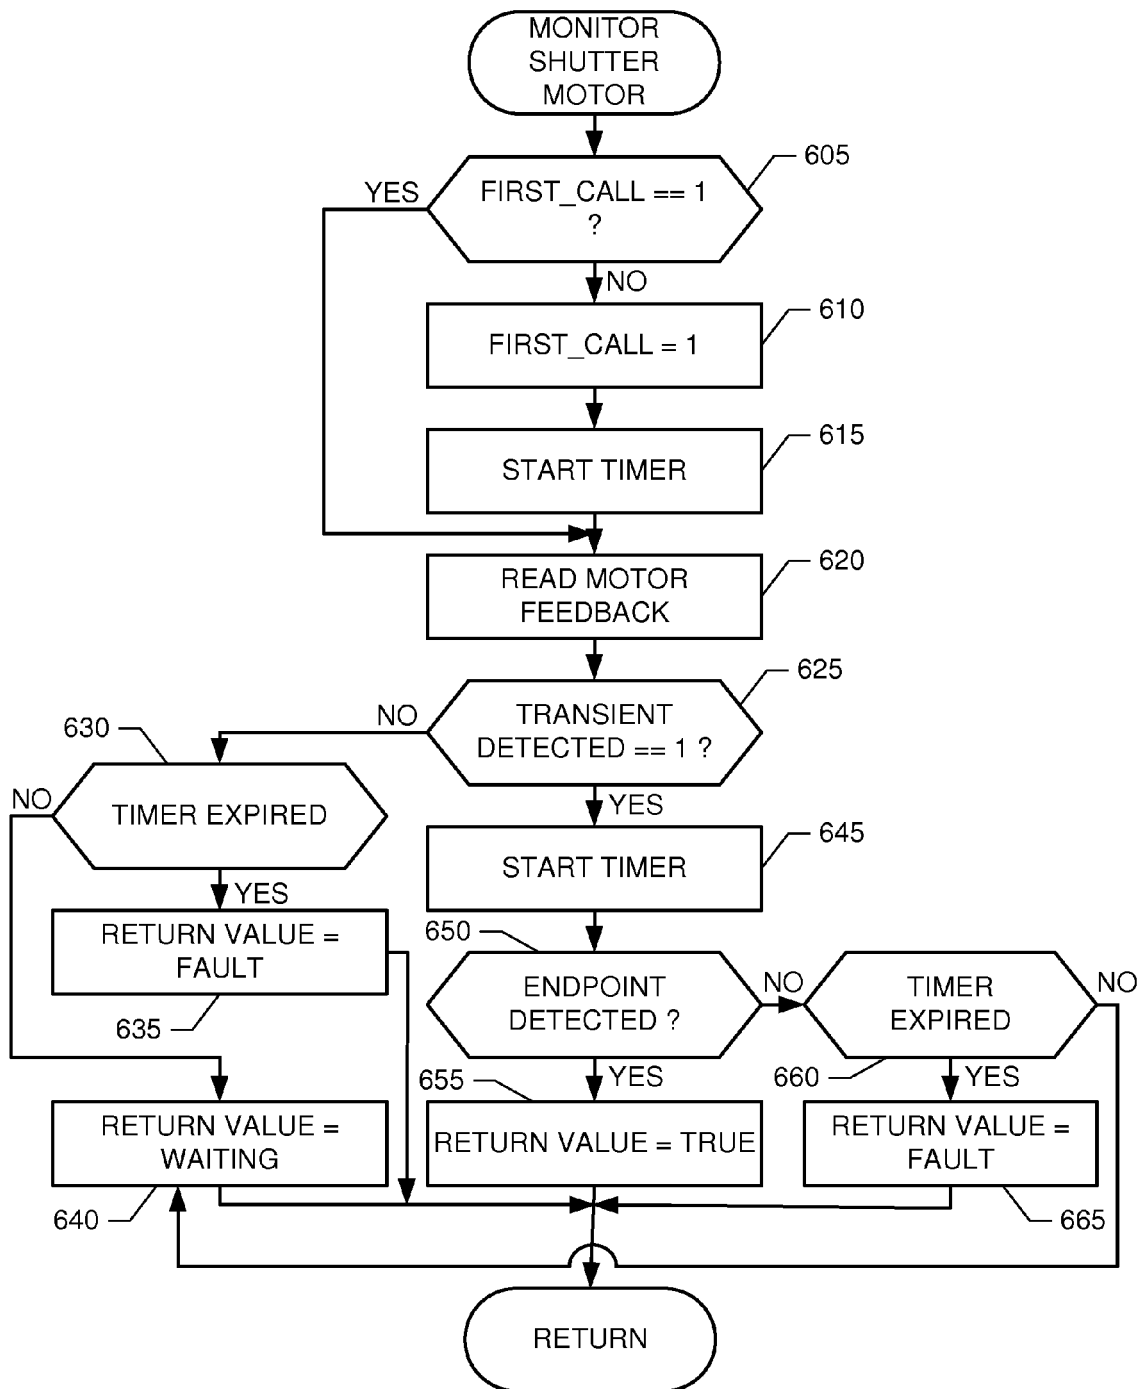 MONITOR
SHUTTER
MOTOR
605
YES
FIRST_CALL == 1
?
NO
610
FIRST_CALL = 1
615
START TIMER
620
READ MOTOR
FEEDBACK
625
NO
TRANSIENT
DETECTED == 1 ?
630
NO
TIMER EXPIRED
YES
YES
645
START TIMER
RETURN VALUE =
FAULT
635
650
ENDPOINT
DETECTED ?
NO
TIMER
EXPIRED
NO
655
YES
660
YES
RETURN VALUE =
WAITING
640
RETURN VALUE = TRUE
RETURN VALUE =
FAULT
665
RETURN